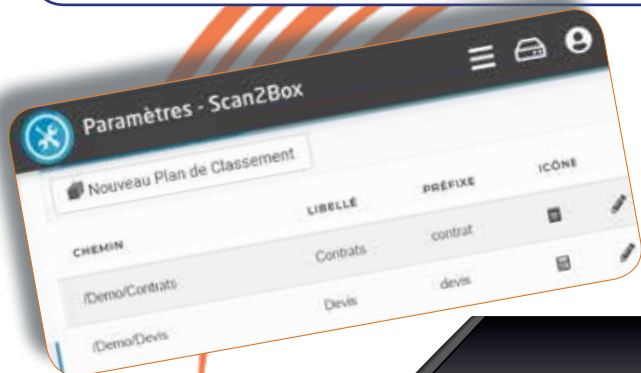 Paramètres - Scan2Box
Nouveau Plan de Classement
CHEMIN LIBELLÉ PRÉFIXE ICÔNE
/Demo/Contrats Contrats contrat
/Demo/Devis Devis devis